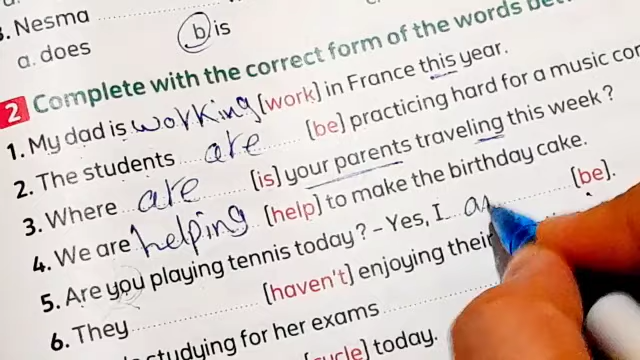 3. Nesma
a. does b is
2 Complete with the correct form of the words
1. My dad is working [work] in France this year.
2. The students are [be] practicing hard for a music
3. Where are [is] your parents traveling this week?
4. We are helping [help] to make the birthday cake.
5. Are you playing tennis today? – Yes, I am [be].
6. They [haven't] enjoying their
studying for her exams
today.